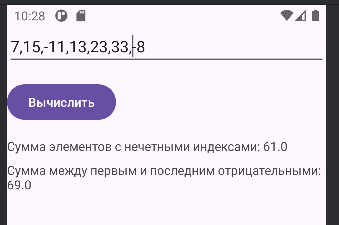 10:28
7,15,-11,13,23,33,-8
Вычислить
Сумма элементов с нечетными индексами: 61.0
Сумма между первым и последним отрицательными:
69.0